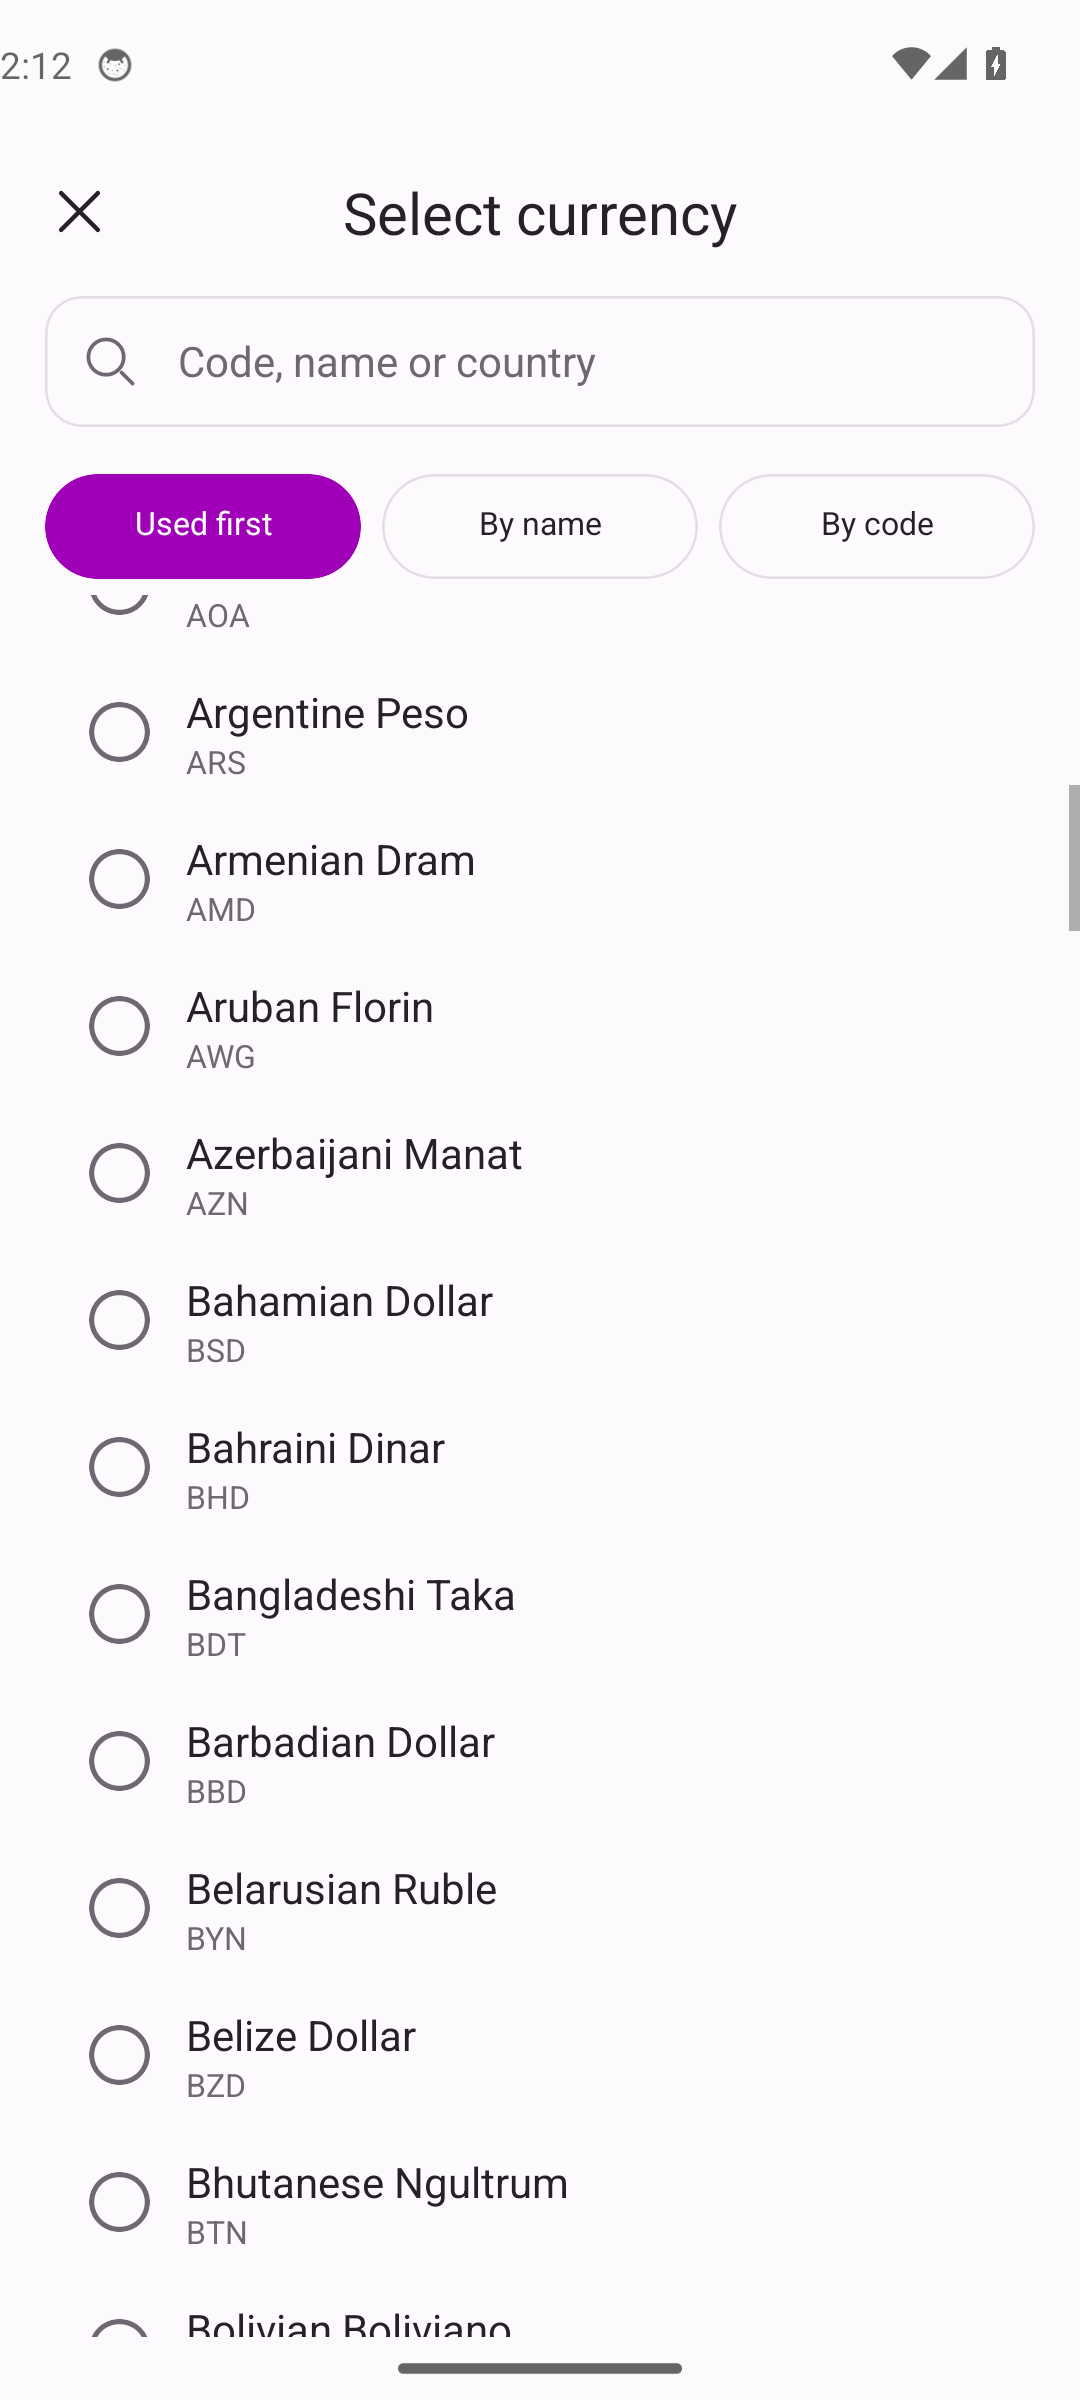 2:12
Select currency
Code, name or country
Used first
By name
By code
AOA
Argentine Peso
ARS
Armenian Dram
AMD
Aruban Florin
AWG
Azerbaijani Manat
AZN
Bahamian Dollar
BSD
Bahraini Dinar
BHD
Bangladeshi Taka
BDT
Barbadian Dollar
BBD
Belarusian Ruble
BYN
Belize Dollar
BZD
Bhutanese Ngultrum
BTN
Bolivian Boliviano